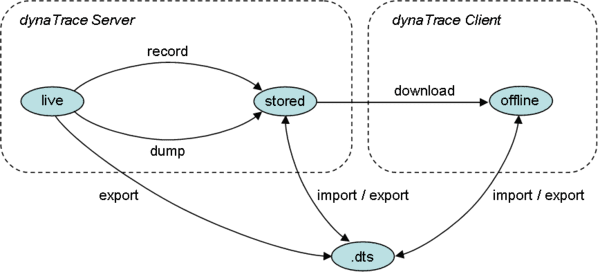 dynaTrace Server
dynaTrace Client
record
live
stored
download
offline
dump
export
import / export
import / export
.dts